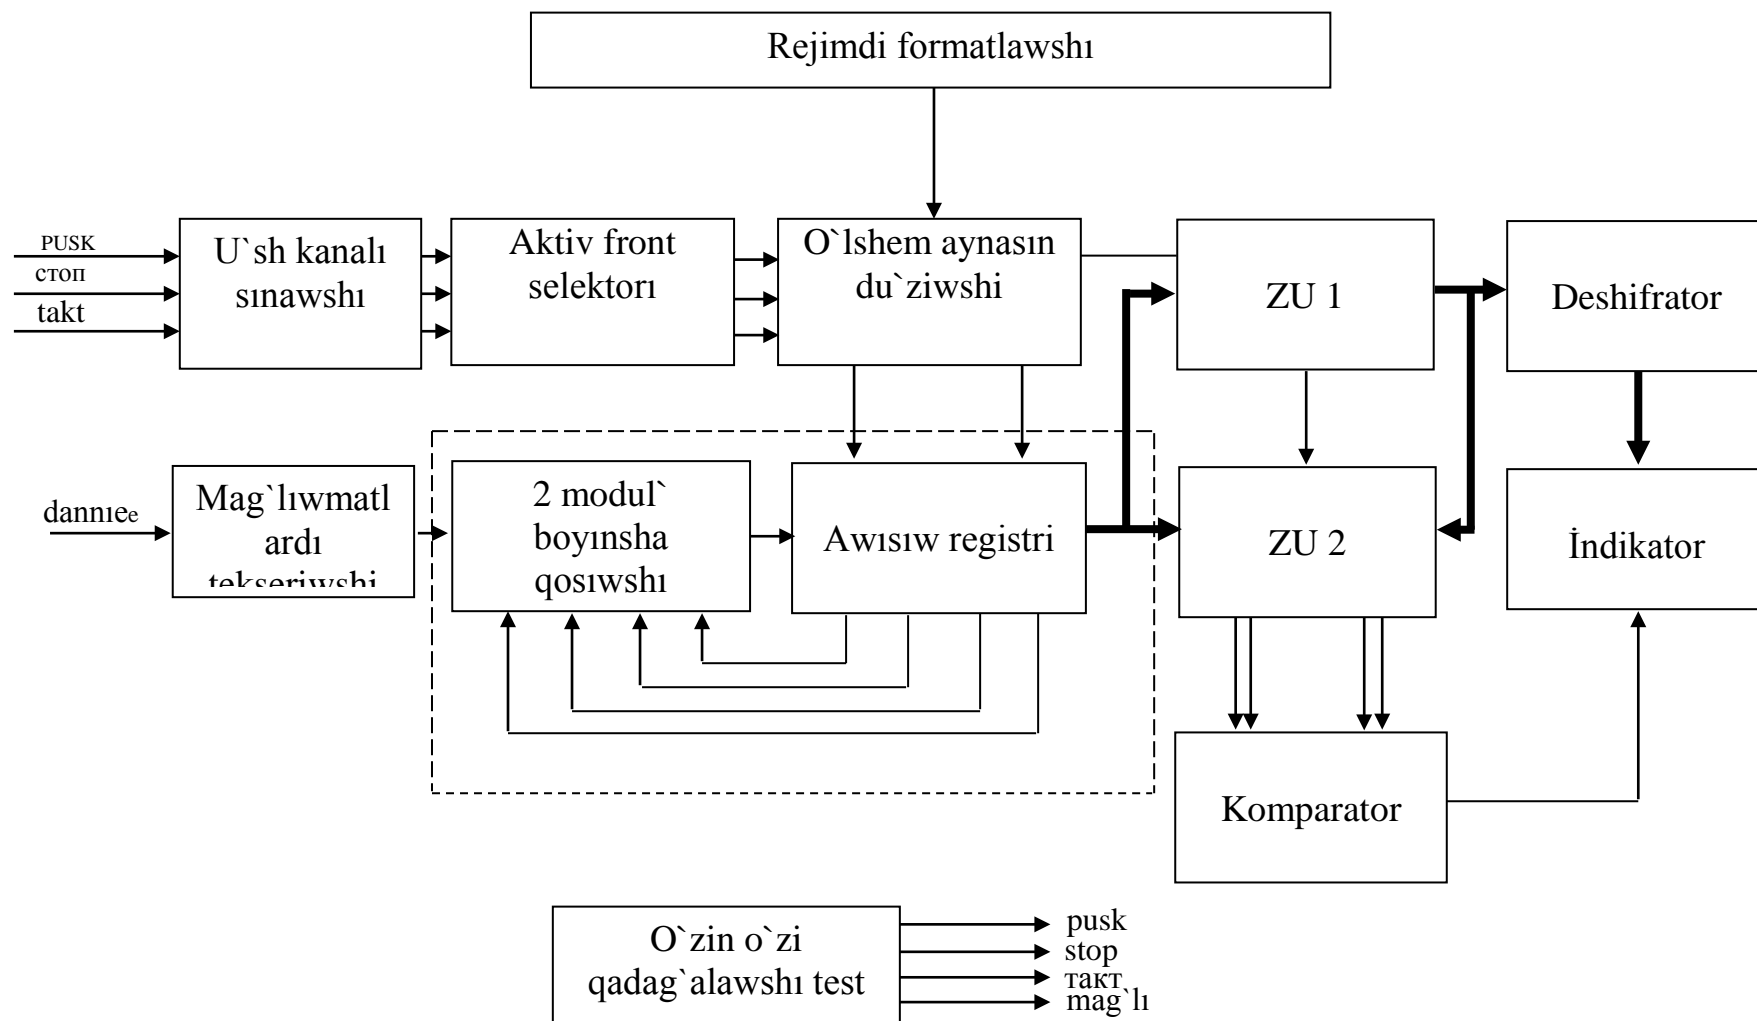 Rejimdi formatlawshı
PUSK
стоп
takt
U`sh kanalı
sınawshı
Aktiv front
selektorı
O`lshem aynasın
du`ziwshi
ZU 1
Deshifrator
dannıee
Mag`lıwmatl
ardı
tekseriwshi
2 modul`
boyınsha
qosıwshı
Awısıw registri
ZU 2
İndikator
Komparator
O`zin o`zi
qadag`alawshı test
pusk
stop
такт
mag`lı